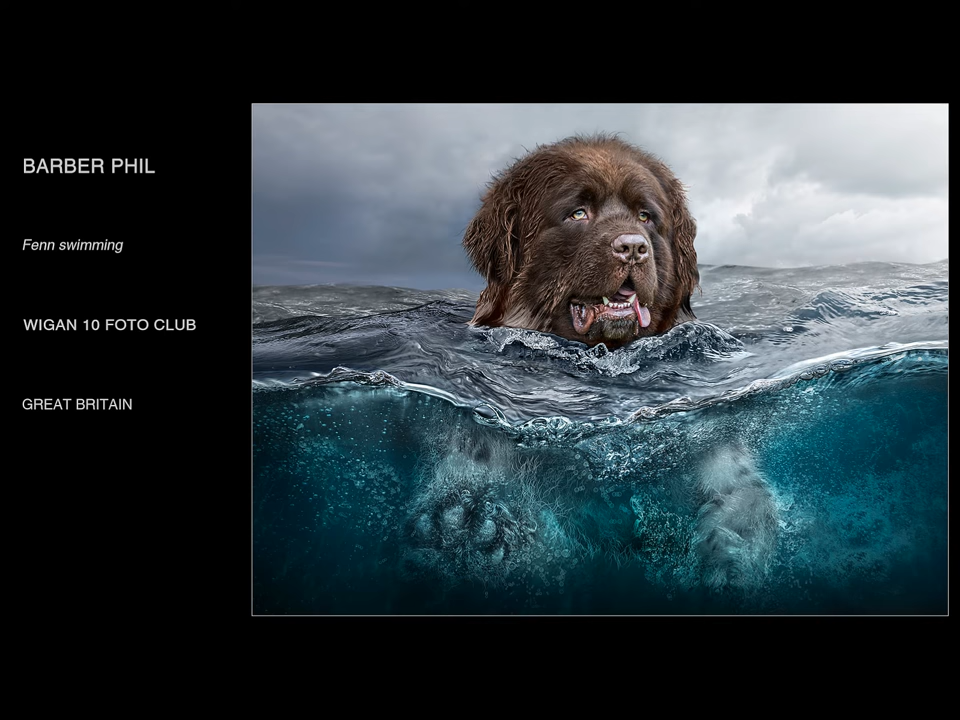 BARBER PHIL
Fenn swimming
WIGAN 10 FOTO CLUB
GREAT BRITAIN